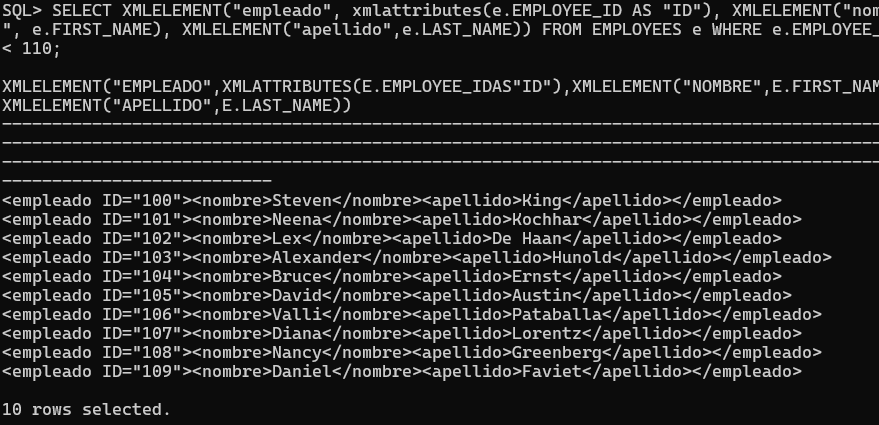 SQL> SELECT XMLELEMENT("empleado", xmlattributes(e.EMPLOYEE_ID AS "ID"), XMLELEMENT("nom
", e.FIRST_NAME), XMLELEMENT("apellido",e.LAST_NAME)) FROM EMPLOYEES e WHERE e.EMPLOYEE_
< 110;
XMLELEMENT("EMPLEADO",XMLATTRIBUTES(E.EMPLOYEE_IDAS"ID"),XMLELEMENT("NOMBRE",E.FIRST_NAM
XMLELEMENT("APELLIDO",E.LAST_NAME))
----------------------------------------------------------------------------------------
----------------------------------------------------------------------------------------
----------------------------------------------------------------------------------------
---------------------------
<empleado ID="100"><nombre>Steven</nombre><apellido>King</apellido></empleado>
<empleado ID="101"><nombre>Neena</nombre><apellido>Kochhar</apellido></empleado>
<empleado ID="102"><nombre>Lex</nombre><apellido>De Haan</apellido></empleado>
<empleado ID="103"><nombre>Alexander</nombre><apellido>Hunold</apellido></empleado>
<empleado ID="104"><nombre>Bruce</nombre><apellido>Ernst</apellido></empleado>
<empleado ID="105"><nombre>David</nombre><apellido>Austin</apellido></empleado>
<empleado ID="106"><nombre>Valli</nombre><apellido>Pataballa</apellido></empleado>
<empleado ID="107"><nombre>Diana</nombre><apellido>Lorentz</apellido></empleado>
<empleado ID="108"><nombre>Nancy</nombre><apellido>Greenberg</apellido></empleado>
<empleado ID="109"><nombre>Daniel</nombre><apellido>Faviet</apellido></empleado>
10 rows selected.